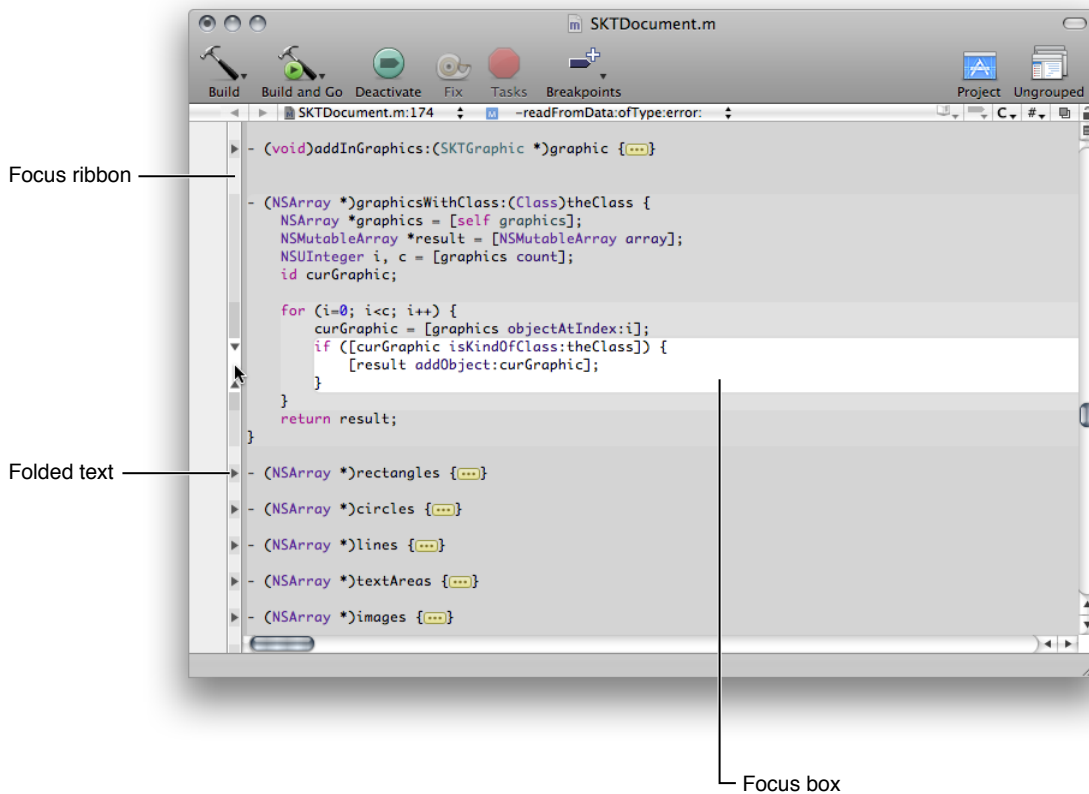 SKTDocument.m
Build
Build and Go
Deactivate
Fix
Tasks
Breakpoints
Project
Ungrouped
SKTDocument.m:174
M
-readFromData:ofType:error:
C
#
Focus ribbon
- (void)addInGraphics:(SKTGraphic *)graphic {...}
- (NSArray *)graphicsWithClass:(Class)theClass {
NSArray *graphics = [self graphics];
NSMutableArray *result = [NSMutableArray array];
NSUInteger i, c = [graphics count];
id curGraphic;
for (i=0; i<c; i++) {
curGraphic = [graphics objectAtIndex:i];
if ([curGraphic isKindOfClass:theClass]) {
[result addObject:curGraphic];
}
}
return result;
}
Folded text
- (NSArray *)rectangles {...}
- (NSArray *)circles {...}
- (NSArray *)lines {...}
- (NSArray *)textAreas {...}
- (NSArray *)images {...}
Focus box